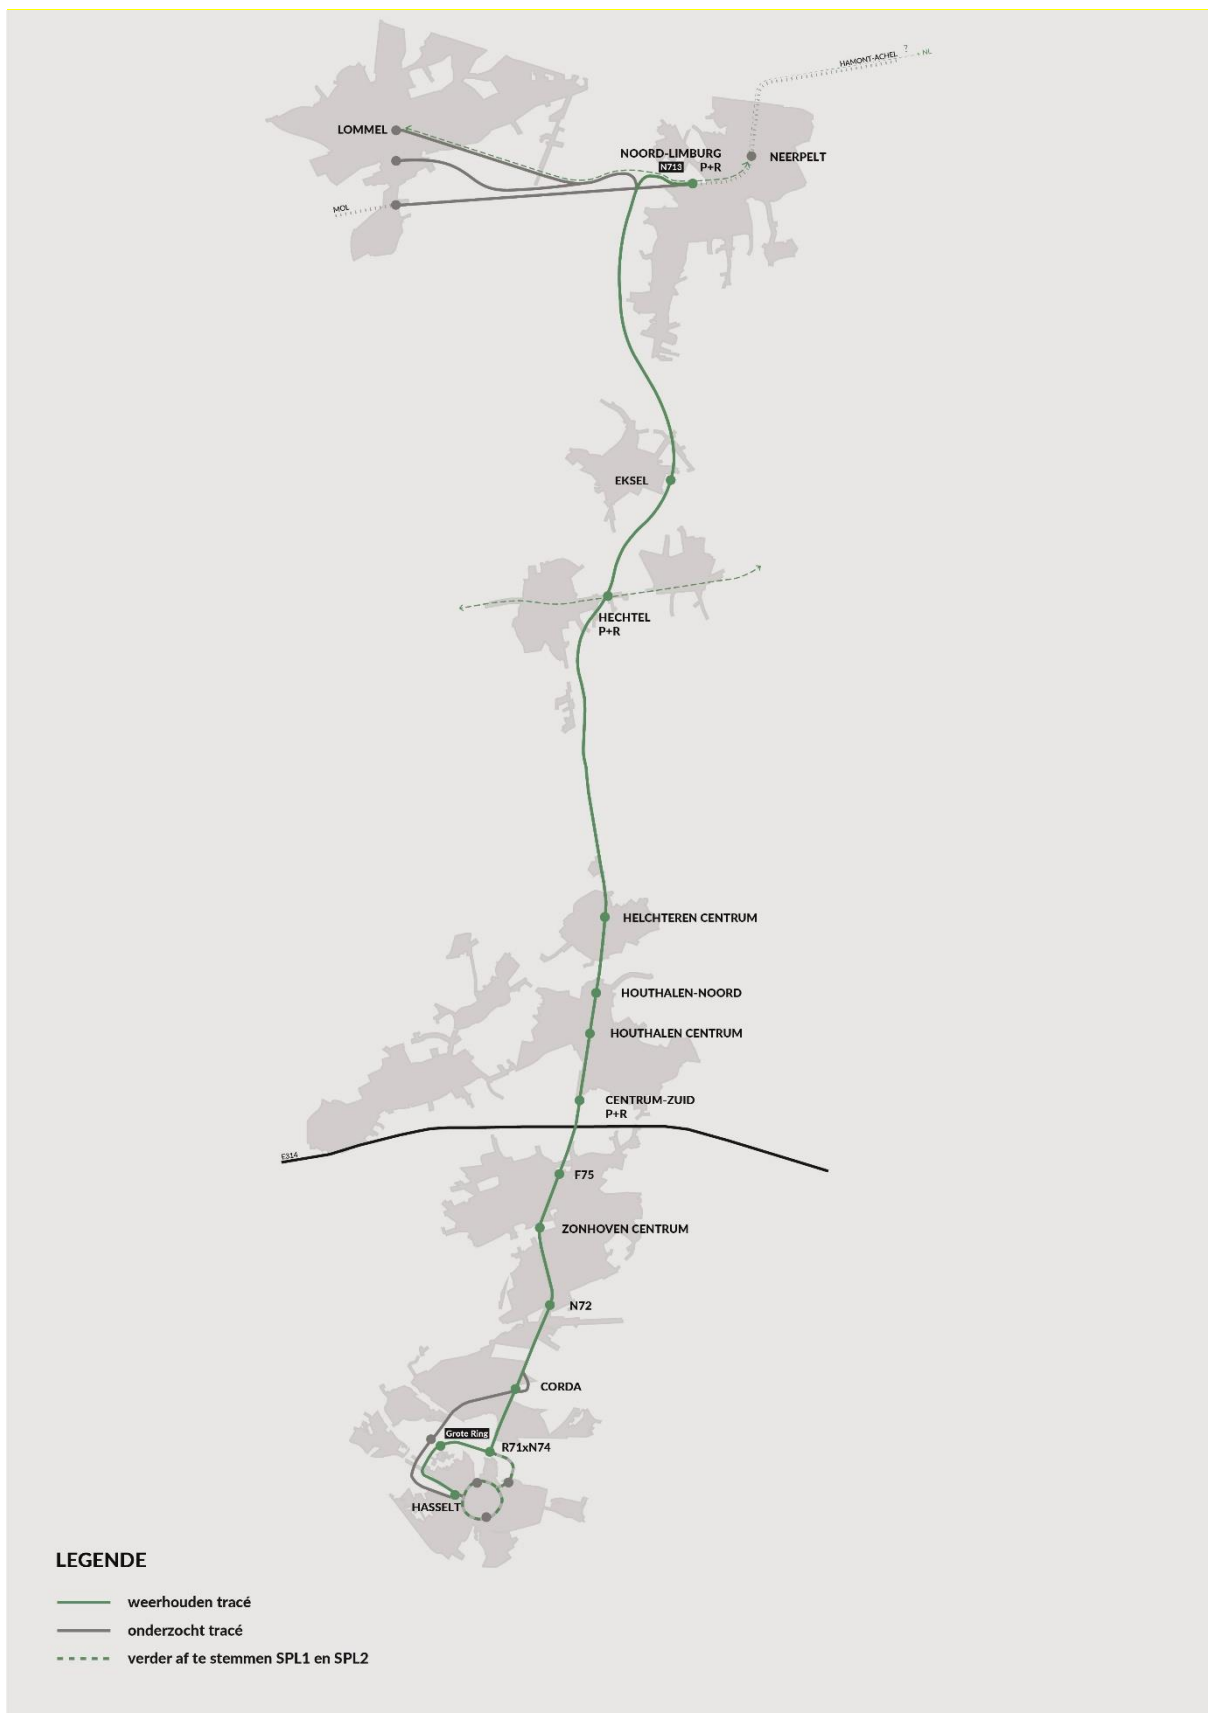 HAMONT-ACHEL
?
NL
LOMMEL
NOORD-LIMBURG
N713
P+R
NEERPELT
MOL
EKSEL
HECHTEL
P+R
HELCHTEREN CENTRUM
HOUTHALEN-NOORD
HOUTHALEN CENTRUM
CENTRUM-ZUID
P+R
E314
F75
ZONHOVEN CENTRUM
N72
CORDA
Grote Ring
R71xN74
HASSELT
LEGENDE
weerhouden tracé
onderzocht tracé
verder af te stemmen SPL1 en SPL2